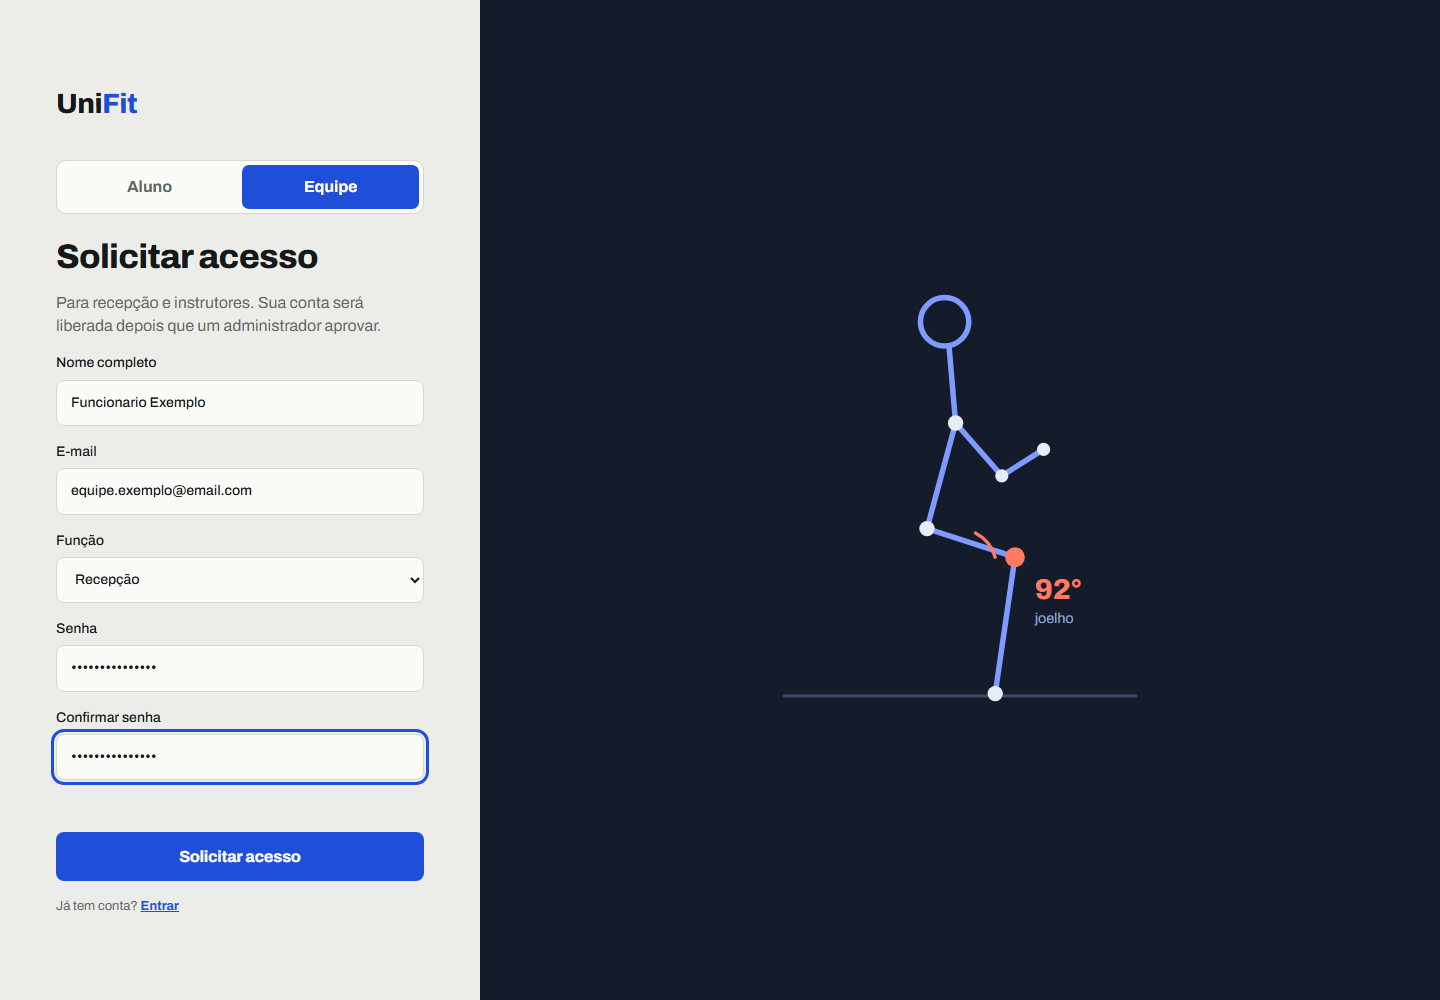 UniFit
Aluno
Equipe
Solicitar acesso
Para recepção e instrutores. Sua conta será
liberada depois que um administrador aprovar.
Nome completo
Funcionario Exemplo
E-mail
equipe.exemplo@email.com
Função
Recepção
Senha
•••••••••••••••
Confirmar senha
•••••••••••••••
Solicitar acesso
Já tem conta? Entrar
92°
joelho